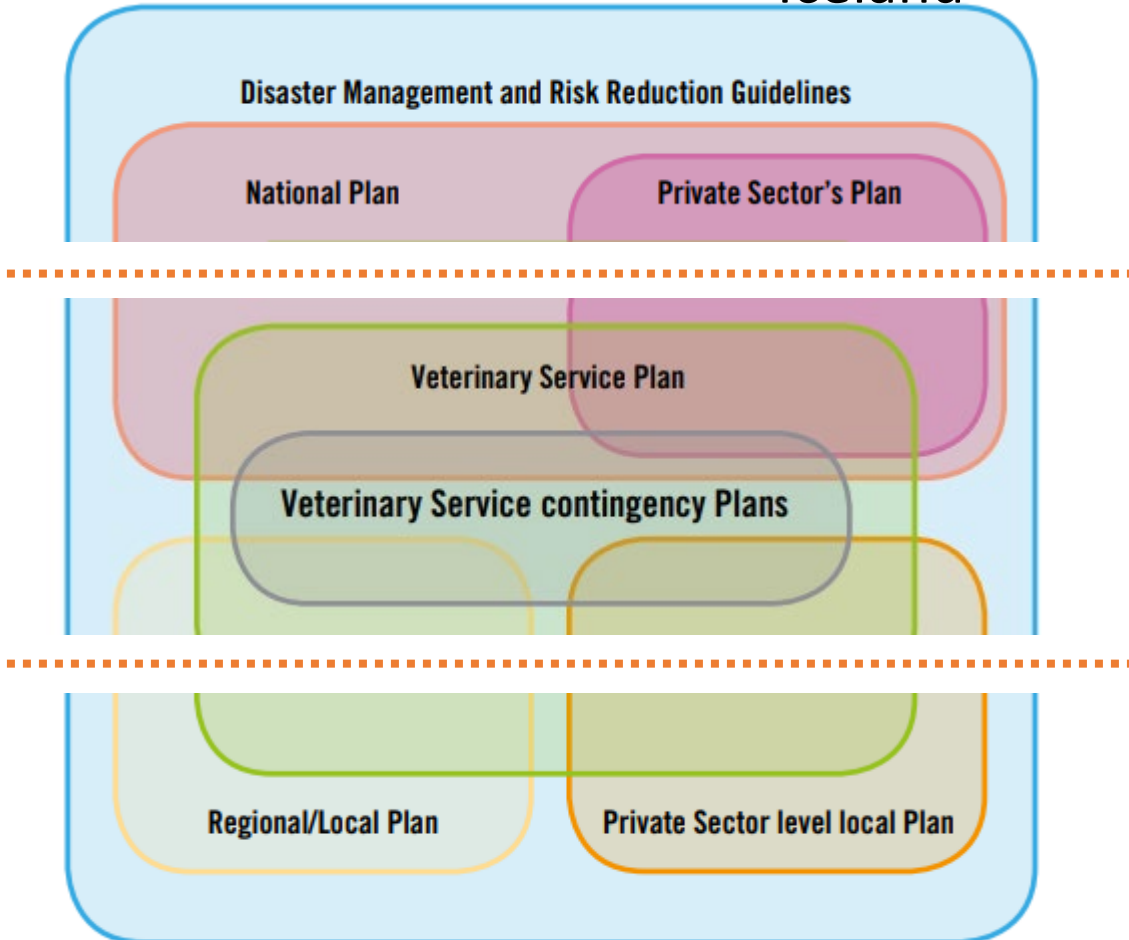 Disaster Management and Risk Reduction Guidelines
National Plan
Private Sector's Plan
Veterinary Service Plan
Veterinary Service contingency Plans
Regional/Local Plan
Private Sector level local Plan